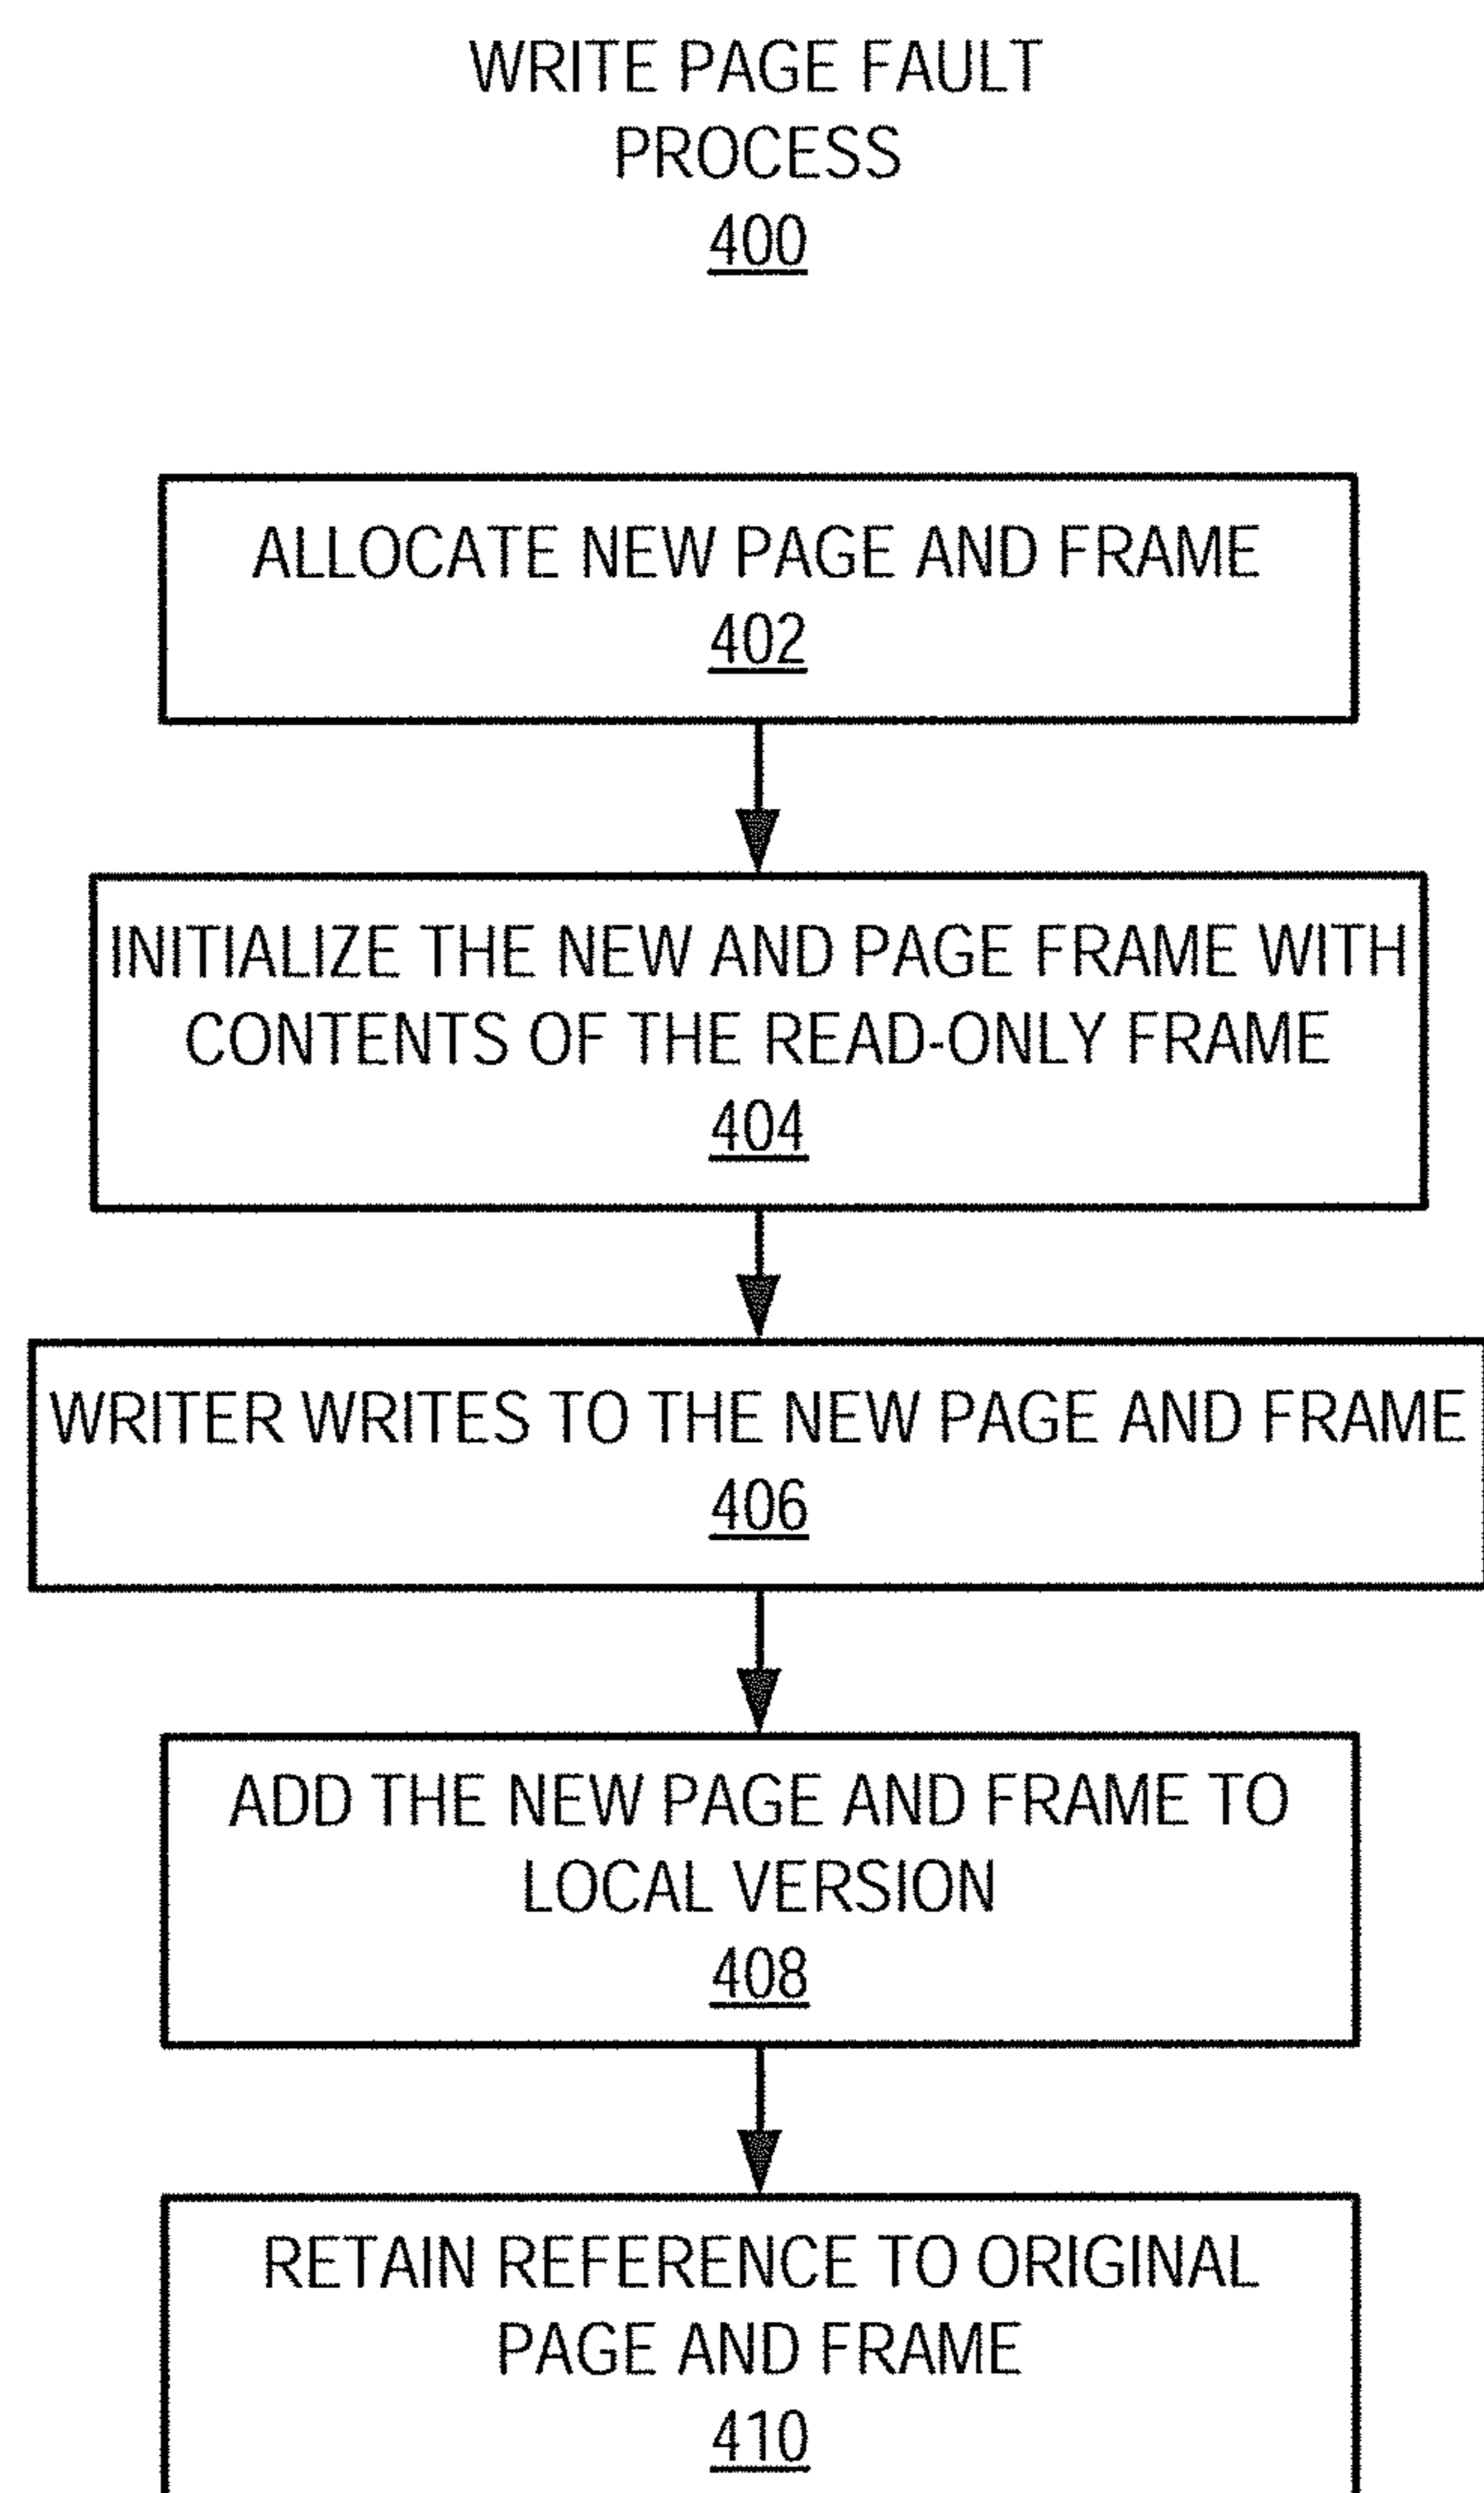 WRITE PAGE FAULT
PROCESS
400
ALLOCATE NEW PAGE AND FRAME
402
INITIALIZE THE NEW AND PAGE FRAME WITH
CONTENTS OF THE READ-ONLY FRAME
404
WRITER WRITES TO THE NEW PAGE AND FRAME
406
ADD THE NEW PAGE AND FRAME TO
LOCAL VERSION
408
RETAIN REFERENCE TO ORIGINAL
PAGE AND FRAME
410